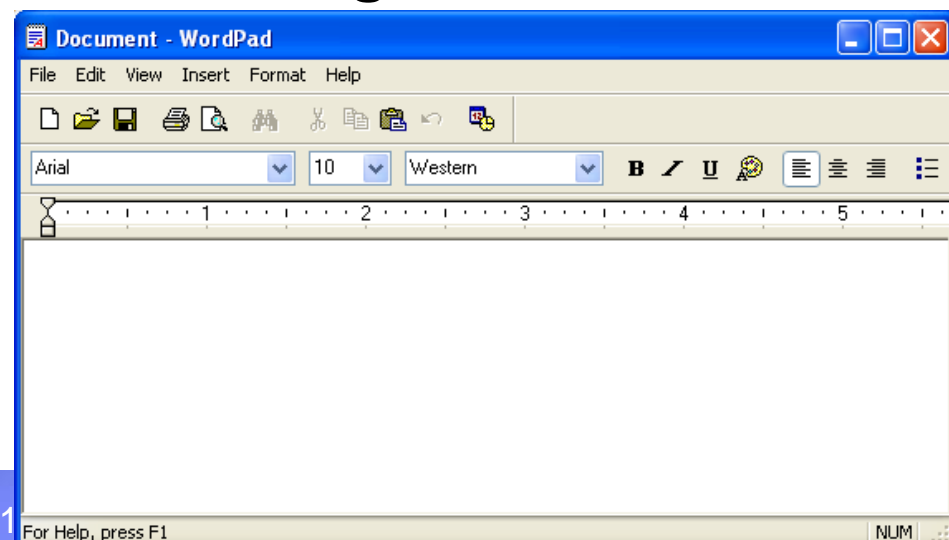 g
Document - WordPad
File Edit View Insert Format Help
Arial 10 Western B I U
1 2 3 4 5
1
For Help, press F1 NUM